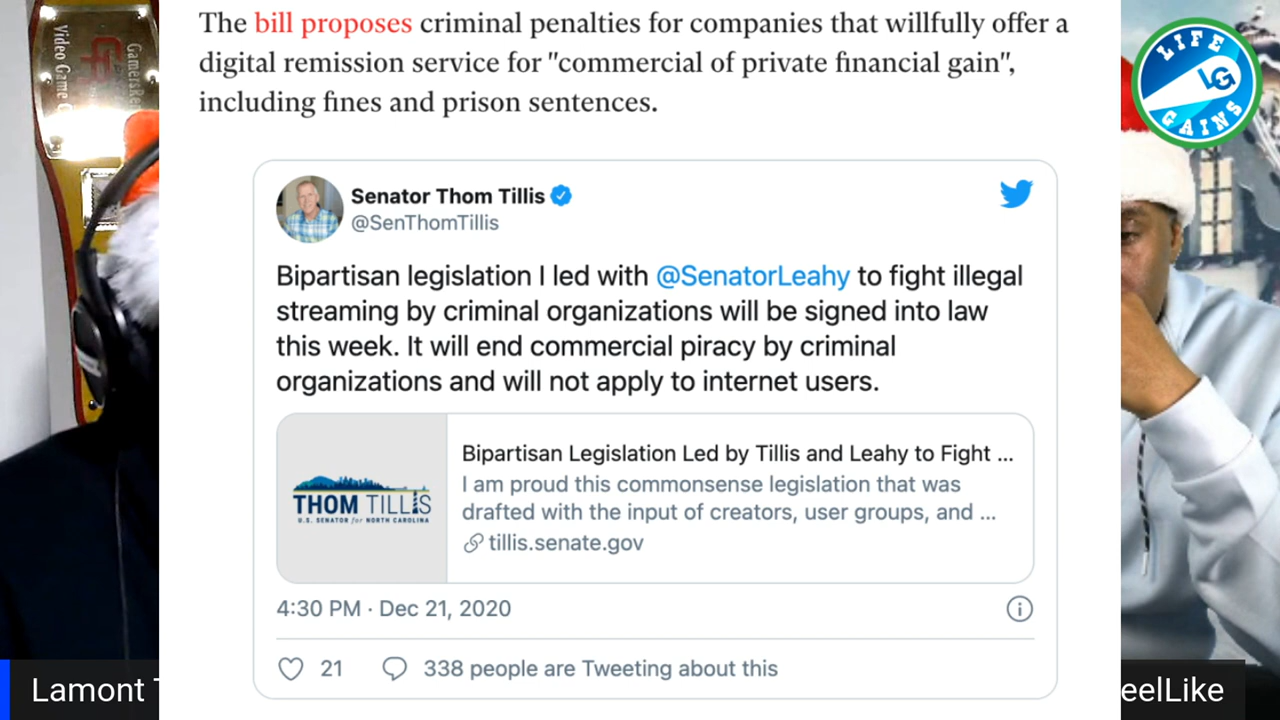 The bill proposes criminal penalties for companies that willfully offer a
digital remission service for "commercial of private financial gain",
including fines and prison sentences.
Senator Thom Tillis
@SenThomTillis
Bipartisan legislation I led with @SenatorLeahy to fight illegal
streaming by criminal organizations will be signed into law
this week. It will end commercial piracy by criminal
organizations and will not apply to internet users.
Bipartisan Legislation Led by Tillis and Leahy to Fight ...
I am proud this commonsense legislation that was
drafted with the input of creators, user groups, and ...
tillis.senate.gov
THOM TILLIS
U.S. SENATOR for NORTH CAROLINA
4:30 PM · Dec 21, 2020
21
338 people are Tweeting about this
LIFE
LG
GAINS
Video Game
Lamont
eelLike